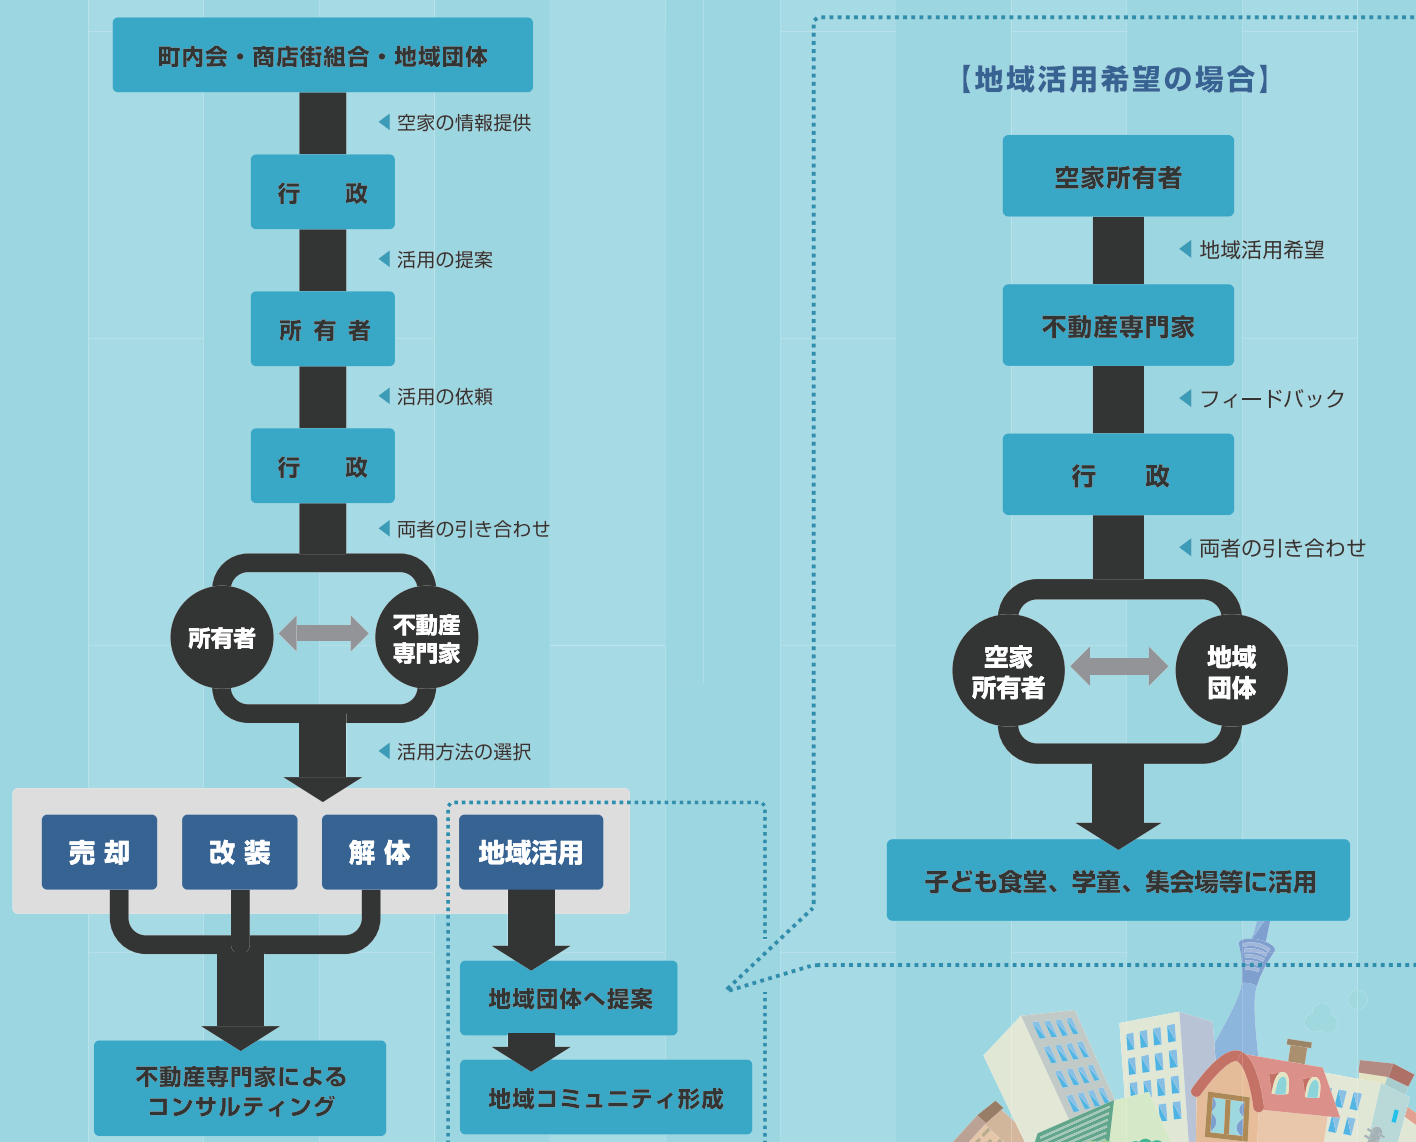 町内会・商店街組合・地域団体
空家の情報提供
行 政
活用の提案
所 有 者
活用の依頼
行 政
両者の引き合わせ
所有者
不動産
専門家
活用方法の選択
売 却
改 装
解 体
地域活用
地域団体へ提案
不動産専門家による
コンサルティング
地域コミュニティ形成
【地域活用希望の場合】
空家所有者
地域活用希望
不動産専門家
フィードバック
行 政
両者の引き合わせ
空家
所有者
地域
団体
子ども食堂、学童、集会場等に活用